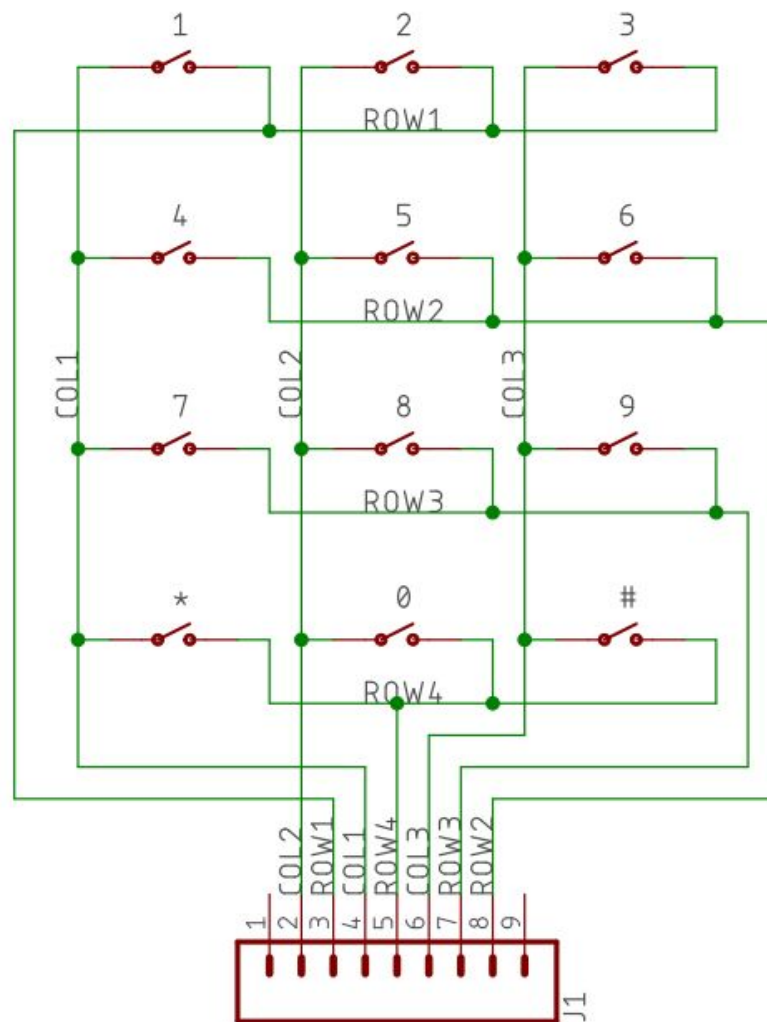 1 2 3
ROW1
4 5 6
ROW2
COL1 COL2 COL3
7 8 9
ROW3
* 0 #
ROW4
COL2 ROW1 COL1 ROW4 COL3 ROW3 ROW2
1 2 3 4 5 6 7 8 9
J1